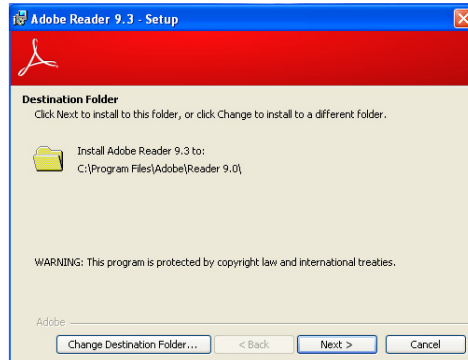 Adobe Reader 9.3 - Setup
Destination Folder
Click Next to install to this folder, or click Change to install to a different folder.
Install Adobe Reader 9.3 to:
C:\Program Files\Adobe\Reader 9.0\
WARNING: This program is protected by copyright law and international treaties.
Adobe
Change Destination Folder... < Back Next > Cancel